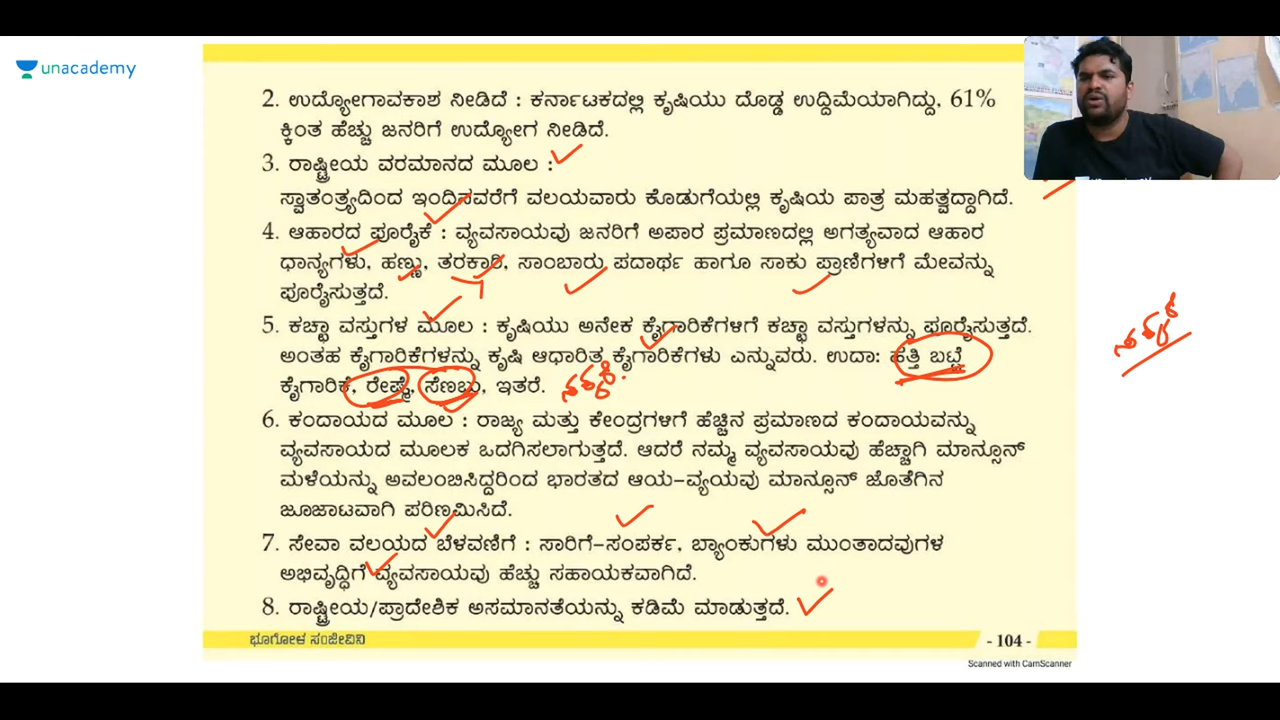 unacademy
2. ಉದ್ಯೋಗಾವಕಾಶ ನೀಡಿದೆ : ಕರ್ನಾಟಕದಲ್ಲಿ ಕೃಷಿಯು ದೊಡ್ಡ ಉದ್ದಿಮೆಯಾಗಿದ್ದು, 61%
ಕ್ಕಿಂತ ಹೆಚ್ಚು ಜನರಿಗೆ ಉದ್ಯೋಗ ನೀಡಿದೆ.
3. ರಾಷ್ಟ್ರೀಯ ವರಮಾನದ ಮೂಲ :
ಸ್ವಾತಂತ್ರ್ಯದಿಂದ ಇಂದಿನವರೆಗೆ ವಲಯವಾರು ಕೊಡುಗೆಯಲ್ಲಿ ಕೃಷಿಯ ಪಾತ್ರ ಮಹತ್ವದ್ದಾಗಿದೆ.
4. ಆಹಾರದ ಪೂರೈಕೆ : ವ್ಯವಸಾಯವು ಜನರಿಗೆ ಅಪಾರ ಪ್ರಮಾಣದಲ್ಲಿ ಅಗತ್ಯವಾದ ಆಹಾರ
ಧಾನ್ಯಗಳು, ಹಣ್ಣು, ತರಕಾರಿ, ಸಾಂಬಾರು ಪದಾರ್ಥ ಹಾಗೂ ಸಾಕು ಪ್ರಾಣಿಗಳಿಗೆ ಮೇವನ್ನು
ಪೂರೈಸುತ್ತದೆ.
5. ಕಚ್ಛಾ ವಸ್ತುಗಳ ಮೂಲ : ಕೃಷಿಯು ಅನೇಕ ಕೈಗಾರಿಕೆಗಳಿಗೆ ಕಚ್ಛಾ ವಸ್ತುಗಳನ್ನು ಪೂರೈಸುತ್ತದೆ.
ಅಂತಹ ಕೈಗಾರಿಕೆಗಳನ್ನು ಕೃಷಿ ಆಧಾರಿತ ಕೈಗಾರಿಕೆಗಳು ಎನ್ನುವರು. ಉದಾ: ಹತ್ತಿ ಬಟ್ಟೆ
ಕೈಗಾರಿಕೆ, ರೇಷ್ಮೆ, ಸೆಣಬು, ಇತರೆ.
6. ಕಂದಾಯದ ಮೂಲ : ರಾಜ್ಯ ಮತ್ತು ಕೇಂದ್ರಗಳಿಗೆ ಹೆಚ್ಚಿನ ಪ್ರಮಾಣದ ಕಂದಾಯವನ್ನು
ವ್ಯವಸಾಯದ ಮೂಲಕ ಒದಗಿಸಲಾಗುತ್ತದೆ. ಆದರೆ ನಮ್ಮ ವ್ಯವಸಾಯವು ಹೆಚ್ಚಾಗಿ ಮಾನ್ಸೂನ್
ಮಳೆಯನ್ನು ಅವಲಂಬಿಸಿದ್ದರಿಂದ ಭಾರತದ ಆಯ-ವ್ಯಯವು ಮಾನ್ಸೂನ್ ಜೊತೆಗಿನ
ಜೂಜಾಟವಾಗಿ ಪರಿಣಮಿಸಿದೆ.
7. ಸೇವಾ ವಲಯದ ಬೆಳವಣಿಗೆ : ಸಾರಿಗೆ-ಸಂಪರ್ಕ, ಬ್ಯಾಂಕುಗಳು ಮುಂತಾದವುಗಳ
ಅಭಿವೃದ್ಧಿಗೆ ವ್ಯವಸಾಯವು ಹೆಚ್ಚು ಸಹಾಯಕವಾಗಿದೆ.
8. ರಾಷ್ಟ್ರೀಯ/ಪ್ರಾದೇಶಿಕ ಅಸಮಾನತೆಯನ್ನು ಕಡಿಮೆ ಮಾಡುತ್ತದೆ.
ಭೂಗೋಳ ಸಂಜೀವಿನಿ - 104 -
Scanned with CamScanner